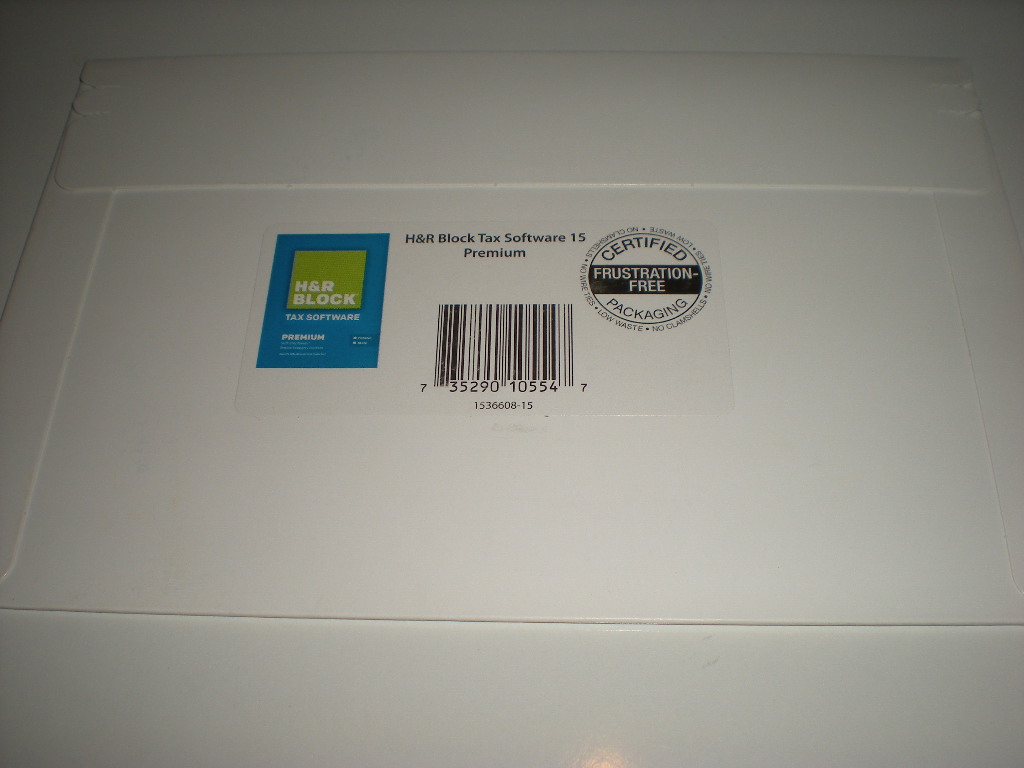 H&R Block Tax Software 15
Premium
H&R
BLOCK
TAX SOFTWARE
PREMIUM
CERTIFIED
FRUSTRATION-
FREE
PACKAGING
NO CLAMSHELLS • LOW WASTE • NO WIRE TIES • NO CLAMSHELLS • LOW WASTE • NO WIRE TIES •
7 35290 10554 7
1536608-15